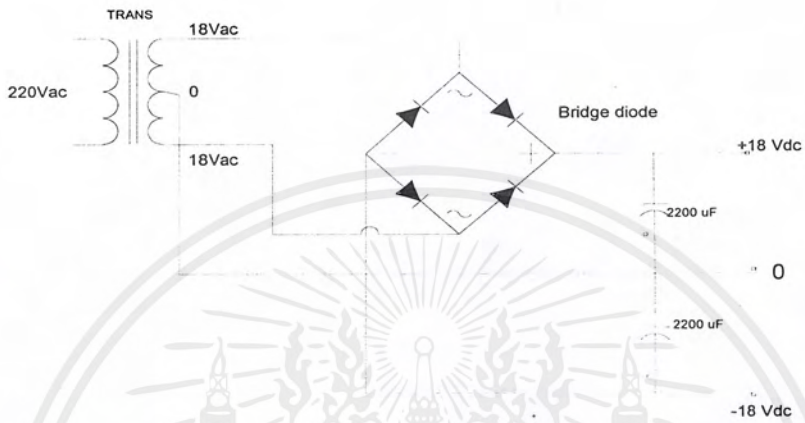 TRANS
18Vac
220Vac
0
18Vac
~
Bridge diode
+
-
~
+18 Vdc
2200 uF
0
2200 uF
-18 Vdc